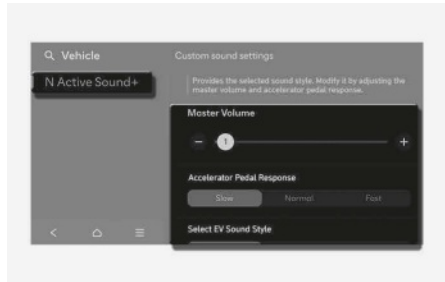 Vehicle
Custom sound settings
N Active Sound+
Provides the selected sound style. Modify it by adjusting the
master volume and accelerator pedal response.
Master Volume
− 1 +
Accelerator Pedal Response
Slow Normal Fast
Select EV Sound Style